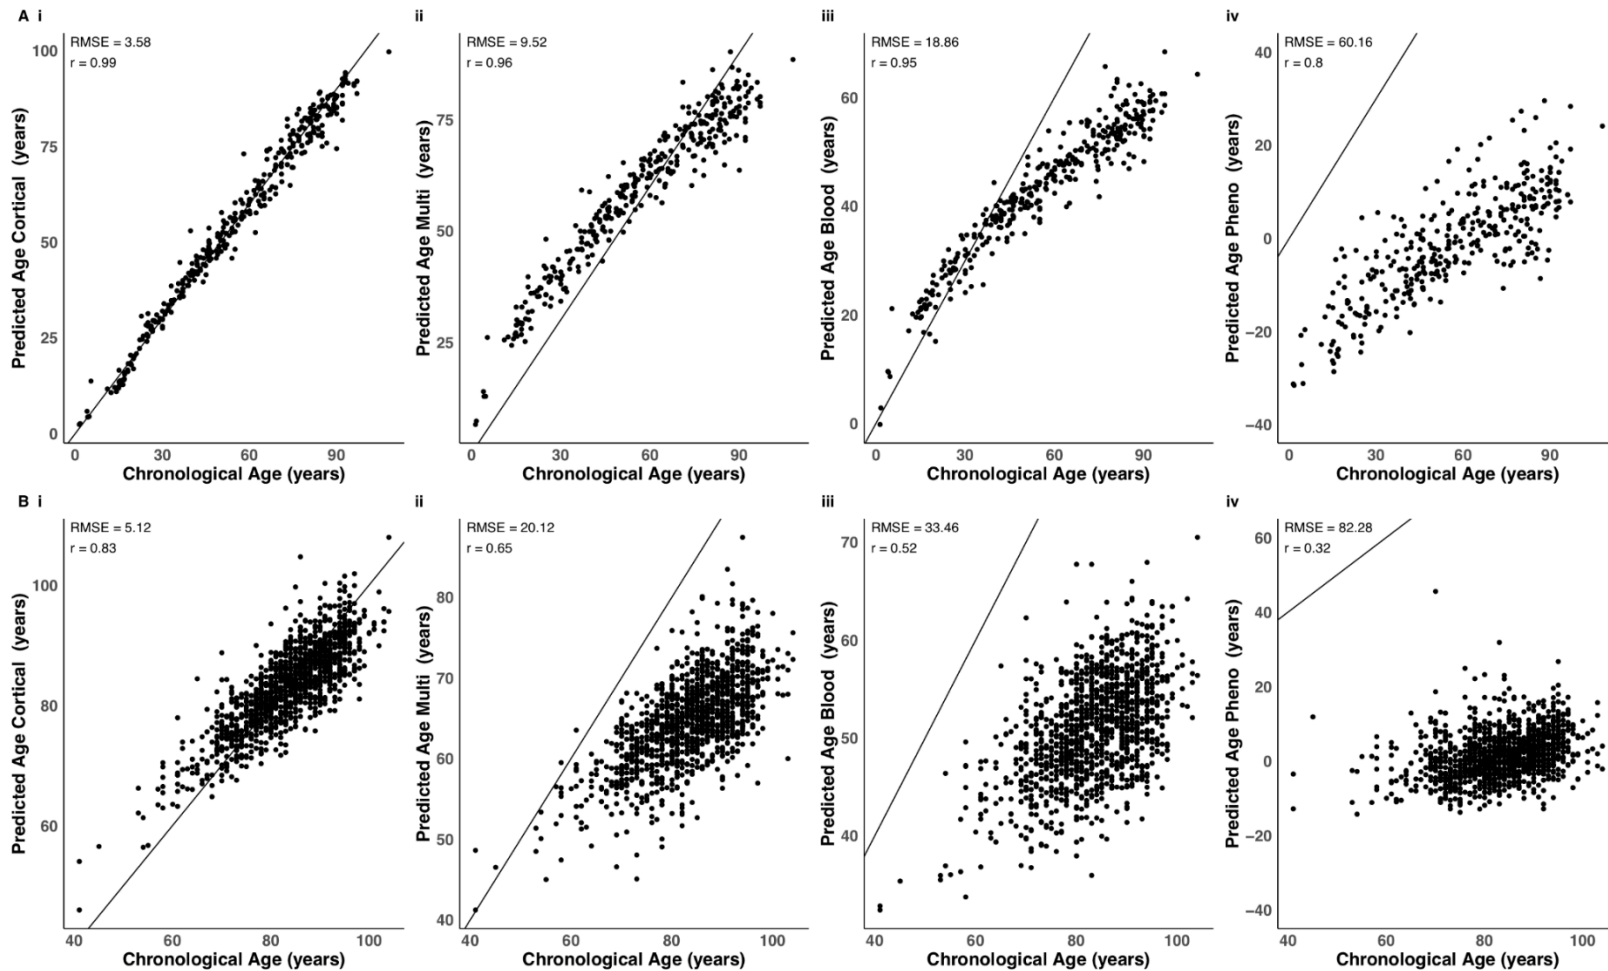 A i
RMSE = 3.58
r = 0.99
Predicted Age Cortical (years)
100
75
50
25
0
0 30 60 90
Chronological Age (years)
ii
RMSE = 9.52
r = 0.96
Predicted Age Multi (years)
75
50
25
0 30 60 90
Chronological Age (years)
iii
RMSE = 18.86
r = 0.95
Predicted Age Blood (years)
60
40
20
0
0 30 60 90
Chronological Age (years)
iv
RMSE = 60.16
r = 0.8
Predicted Age Pheno (years)
40
20
0
−20
−40
0 30 60 90
Chronological Age (years)
B i
RMSE = 5.12
r = 0.83
Predicted Age Cortical (years)
100
80
60
40 60 80 100
Chronological Age (years)
ii
RMSE = 20.12
r = 0.65
Predicted Age Multi (years)
80
70
60
50
40
40 60 80 100
Chronological Age (years)
iii
RMSE = 33.46
r = 0.52
Predicted Age Blood (years)
70
60
50
40
40 60 80 100
Chronological Age (years)
iv
RMSE = 82.28
r = 0.32
Predicted Age Pheno (years)
60
40
20
0
−20
−40
40 60 80 100
Chronological Age (years)